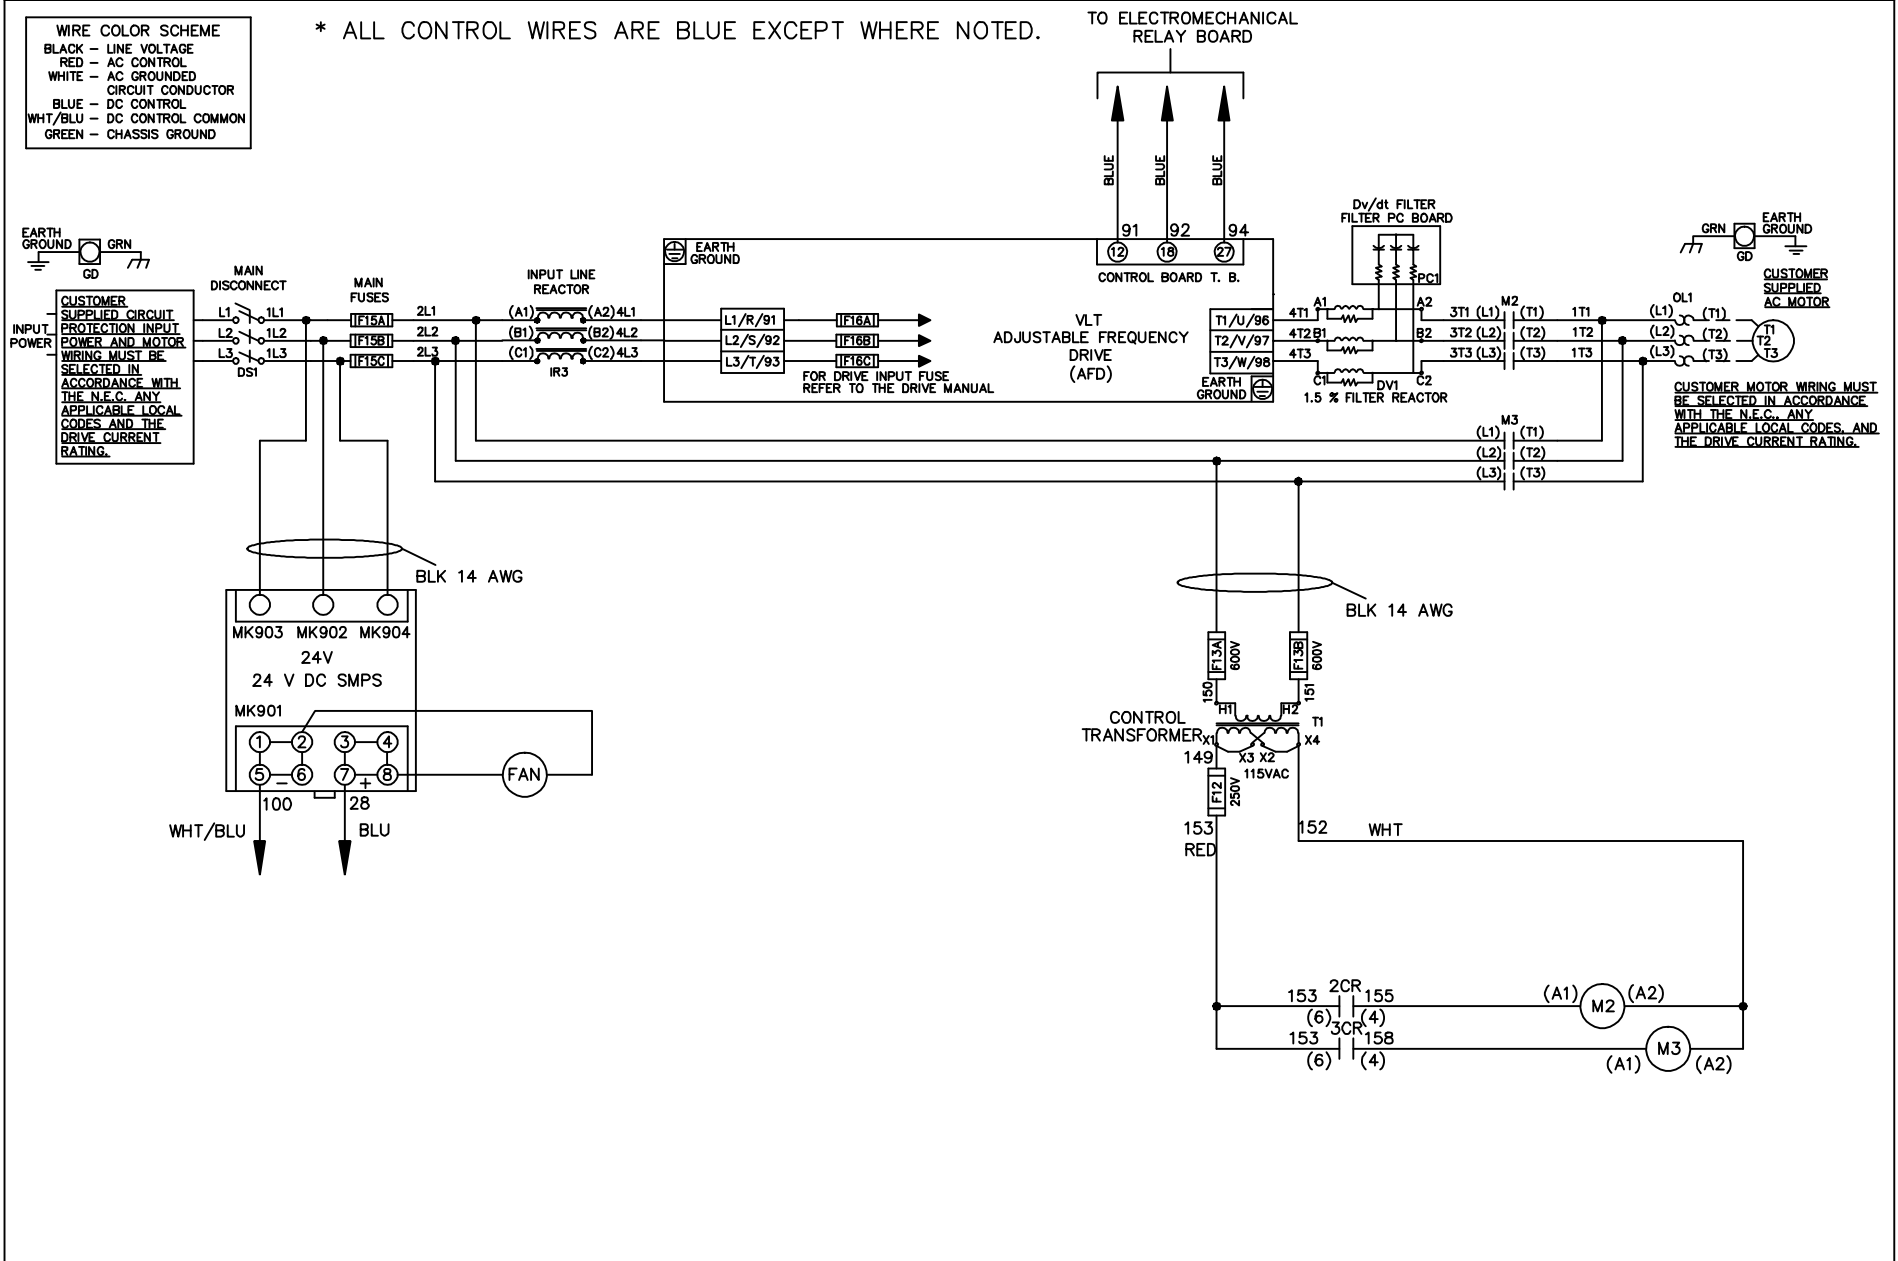 WIRE COLOR SCHEME
BLACK – LINE VOLTAGE
RED – AC CONTROL
WHITE – AC GROUNDED
CIRCUIT CONDUCTOR
BLUE – DC CONTROL
WHT/BLU – DC CONTROL COMMON
GREEN – CHASSIS GROUND
* ALL CONTROL WIRES ARE BLUE EXCEPT WHERE NOTED.
TO ELECTROMECHANICAL
RELAY BOARD
BLUE
BLUE
BLUE
91 92 94
12 18 27
CONTROL BOARD T. B.
EARTH
GROUND
GRN
GD
INPUT
POWER
CUSTOMER
SUPPLIED CIRCUIT
PROTECTION INPUT
POWER AND MOTOR
WIRING MUST BE
SELECTED IN
ACCORDANCE WITH
THE N.E.C. ANY
APPLICABLE LOCAL
CODES AND THE
DRIVE CURRENT
RATING.
MAIN
DISCONNECT
L1 1L1
L2 1L2
L3 1L3
DS1
MAIN
FUSES
F15A
F15B
F15C
2L1
2L2
2L3
INPUT LINE
REACTOR
(A1) (A2) 4L1
(B1) (B2) 4L2
(C1) (C2) 4L3
IR3
EARTH
GROUND
L1/R/91
L2/S/92
L3/T/93
F16A
F16B
F16C
FOR DRIVE INPUT FUSE
REFER TO THE DRIVE MANUAL
VLT
ADJUSTABLE FREQUENCY
DRIVE
(AFD)
T1/U/96
T2/V/97
T3/W/98
EARTH
GROUND
4T1 A1 A2
4T2 B1 B2
4T3
C1 C2
DV1
1.5 % FILTER REACTOR
Dv/dt FILTER
FILTER PC BOARD
PC1
M2
3T1 (L1) (T1) 1T1
3T2 (L2) (T2) 1T2
3T3 (L3) (T3) 1T3
M3
(L1) (T1)
(L2) (T2)
(L3) (T3)
OL1
(L1) (T1)
(L2) (T2)
(L3) (T3)
GRN
EARTH
GROUND
GD
CUSTOMER
SUPPLIED
AC MOTOR
T1
T2
T3
CUSTOMER MOTOR WIRING MUST
BE SELECTED IN ACCORDANCE
WITH THE N.E.C., ANY
APPLICABLE LOCAL CODES, AND
THE DRIVE CURRENT RATING.
BLK 14 AWG
MK903 MK902 MK904
24V
24 V DC SMPS
MK901
1 2 3 4
5 – 6 7 + 8
FAN
100 28
WHT/BLU BLU
BLK 14 AWG
F13A
600V
F13B
600V
150
151
H1 H2
CONTROL
TRANSFORMER
T1
X1 X4
X3 X2
115VAC
149
F12
250V
153
RED
152 WHT
2CR
153 155
(6) (4)
(A1) M2 (A2)
3CR
153 158
(6) (4)
(A1) M3 (A2)